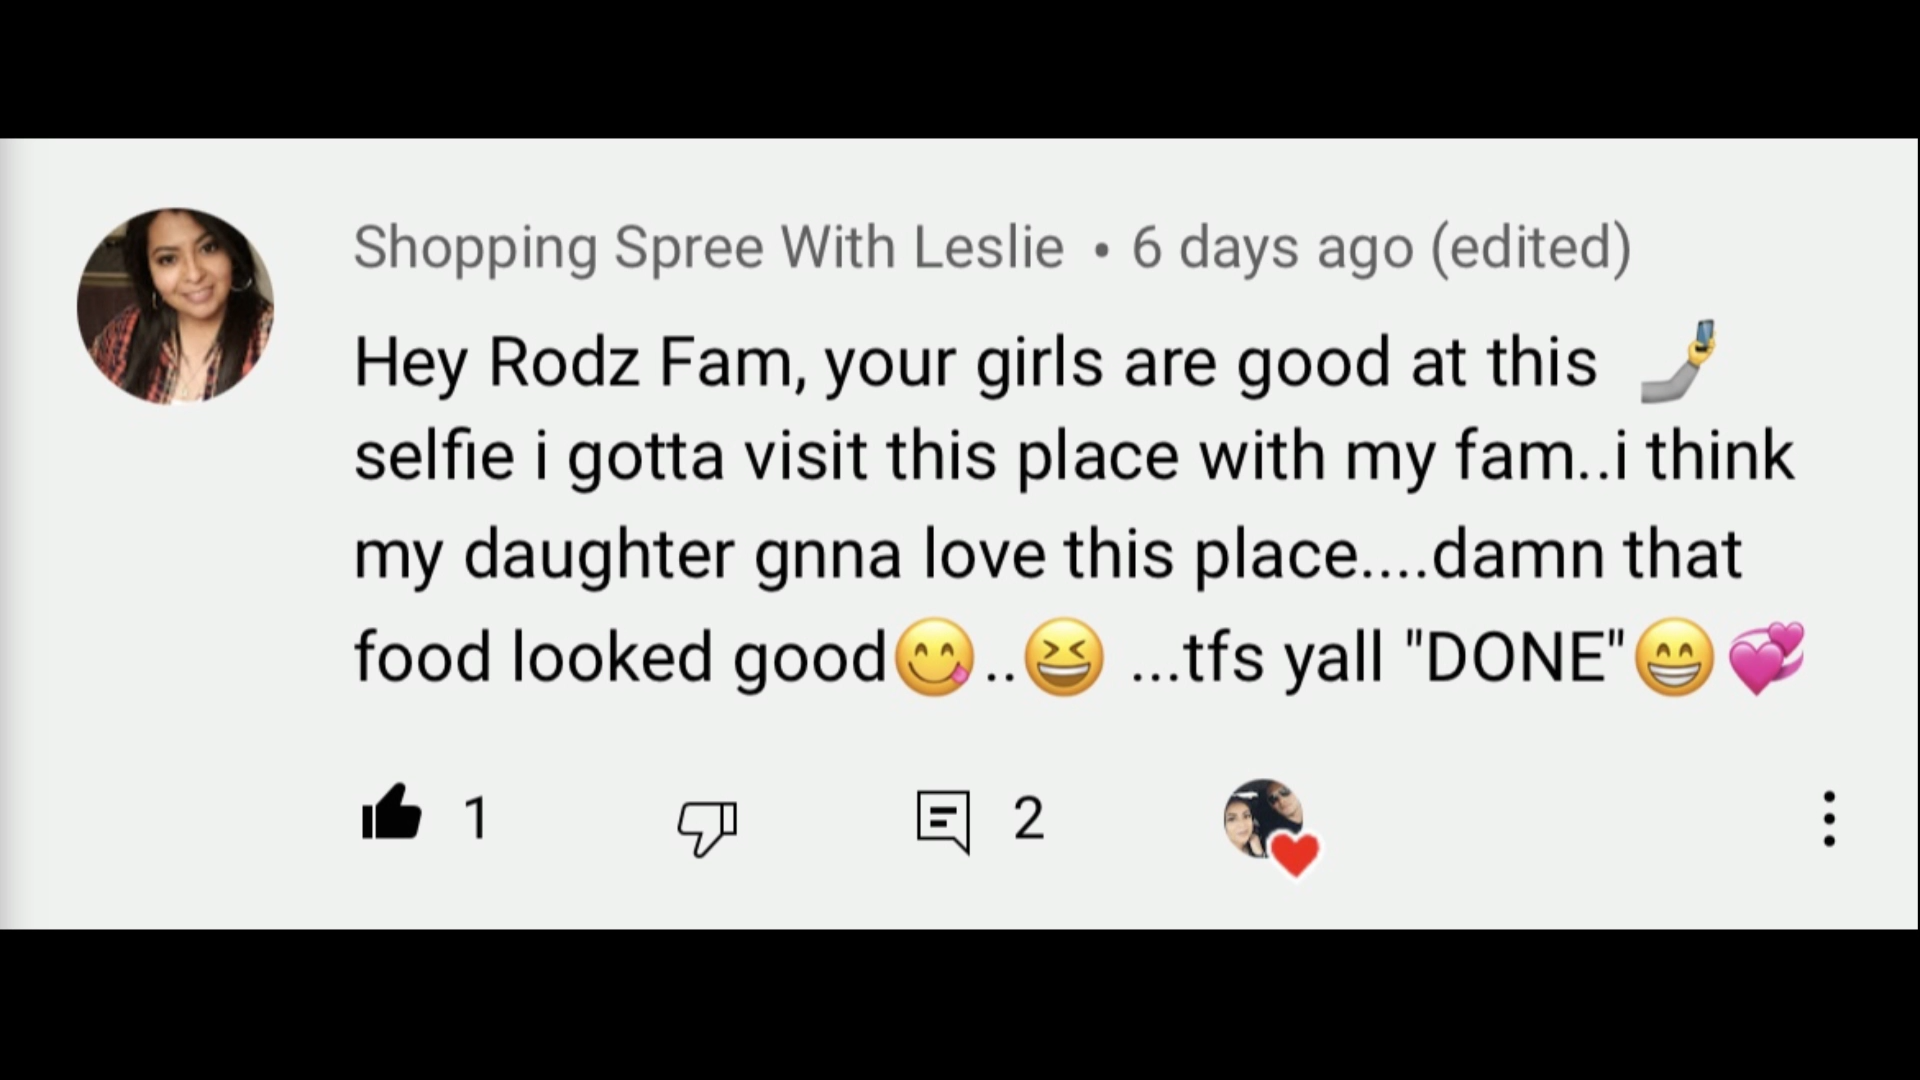 Shopping Spree With Leslie • 6 days ago (edited)
Hey Rodz Fam, your girls are good at this 🤳
selfie i gotta visit this place with my fam..i think
my daughter gnna love this place....damn that
food looked good😋..😆 ...tfs yall "DONE"😁💞
1
2